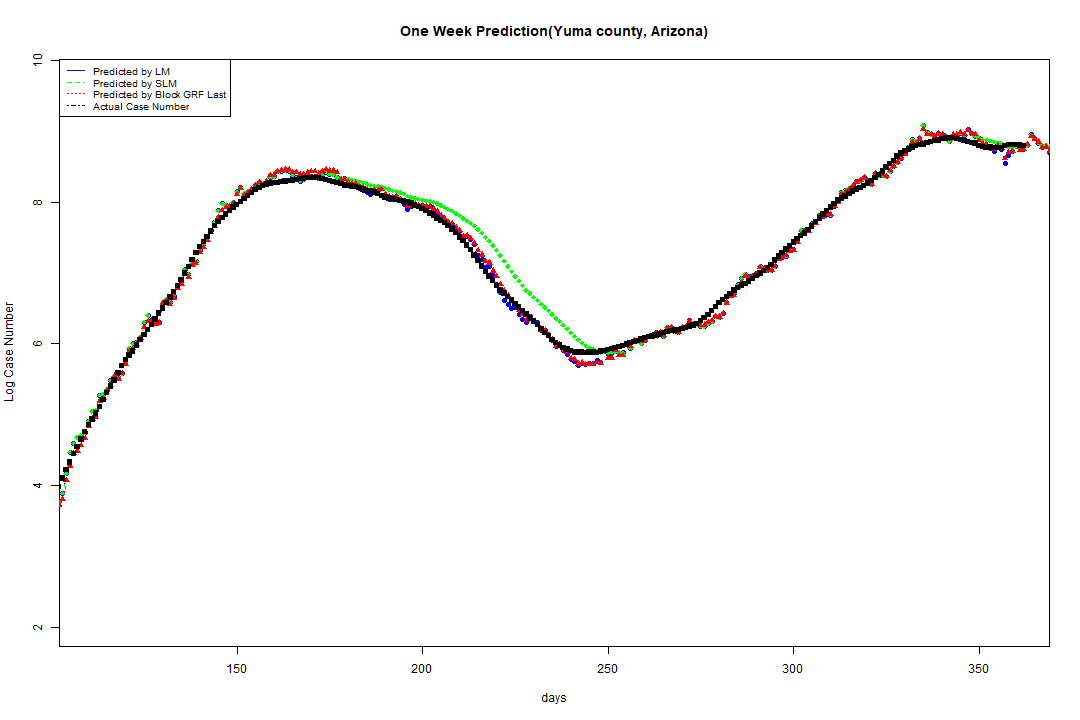 One Week Prediction(Yuma county, Arizona)
Predicted by LM
Predicted by SLM
Predicted by Block GRF Last
Actual Case Number
10
8
6
4
2
Log Case Number
150 200 250 300 350
days